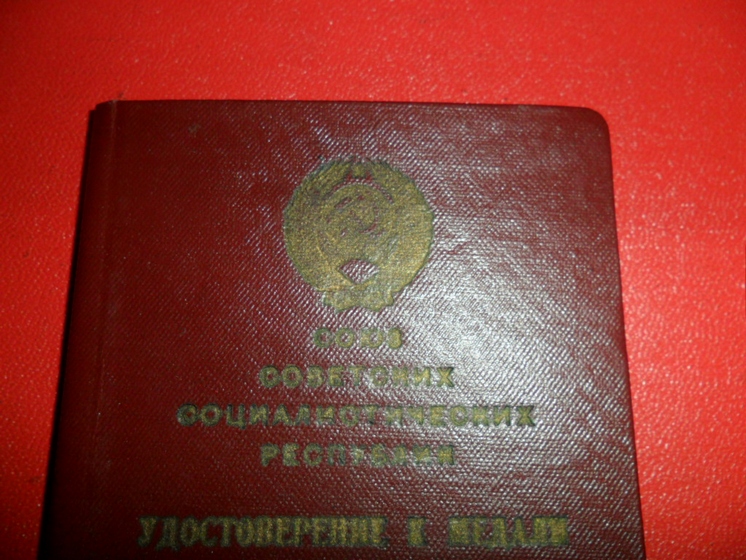 СОЮЗ
СОВЕТСКИХ
СОЦИАЛИСТИЧЕСКИХ
РЕСПУБЛИК
УДОСТОВЕРЕНИЕ К МЕДАЛИ